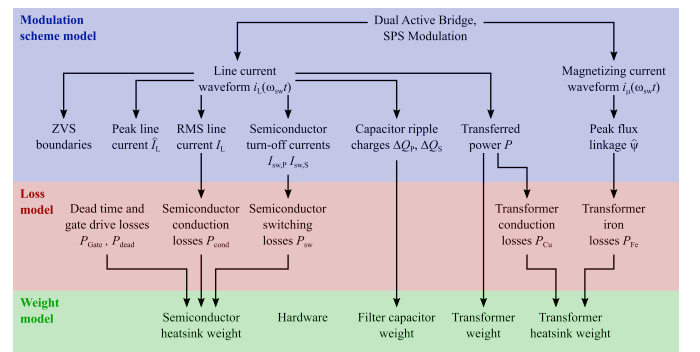 Modulation
scheme model
Dual Active Bridge,
SPS Modulation
Line current
waveform i_L(ω_sw t)
Magnetizing current
waveform i_μ(ω_sw t)
ZVS
boundaries
Peak line
current Î_L
RMS line
current I_L
Semiconductor
turn-off currents
I_sw,P I_sw,S
Capacitor ripple
charges ΔQ_P, ΔQ_S
Transferred
power P
Peak flux
linkage ψ̂
Loss
model
Dead time and
gate drive losses
P_Gate , P_dead
Semiconductor
conduction
losses P_cond
Semiconductor
switching
losses P_sw
Transformer
conduction
losses P_Cu
Transformer
iron
losses P_Fe
Weight
model
Semiconductor
heatsink weight
Hardware
Filter capacitor
weight
Transformer
weight
Transformer
heatsink weight